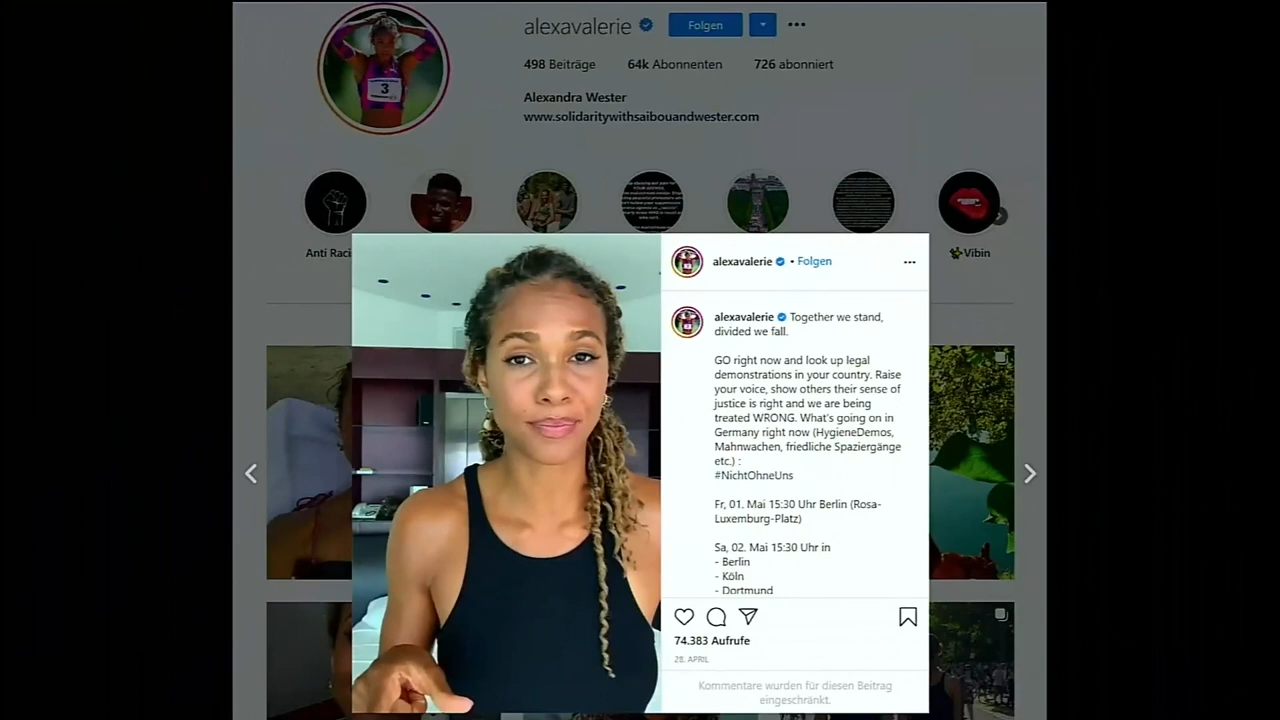 alexavalerie
Folgen
498 Beiträge 64k Abonnenten 726 abonniert
Alexandra Wester
www.solidaritywithsaibouandwester.com
3
Anti Raci
Vibin
alexavalerie • Folgen
alexavalerie Together we stand,
divided we fall.
GO right now and look up legal
demonstrations in your country. Raise
your voice, show others their sense of
justice is right and we are being
treated WRONG. What's going on in
Germany right now (HygieneDemos,
Mahnwachen, friedliche Spaziergänge
etc.) :
#NichtOhneUns
Fr, 01. Mai 15:30 Uhr Berlin (Rosa-
Luxemburg-Platz)
Sa, 02. Mai 15:30 Uhr in
- Berlin
- Köln
- Dortmund
74.383 Aufrufe
28. APRIL
Kommentare wurden für diesen Beitrag
eingeschränkt.